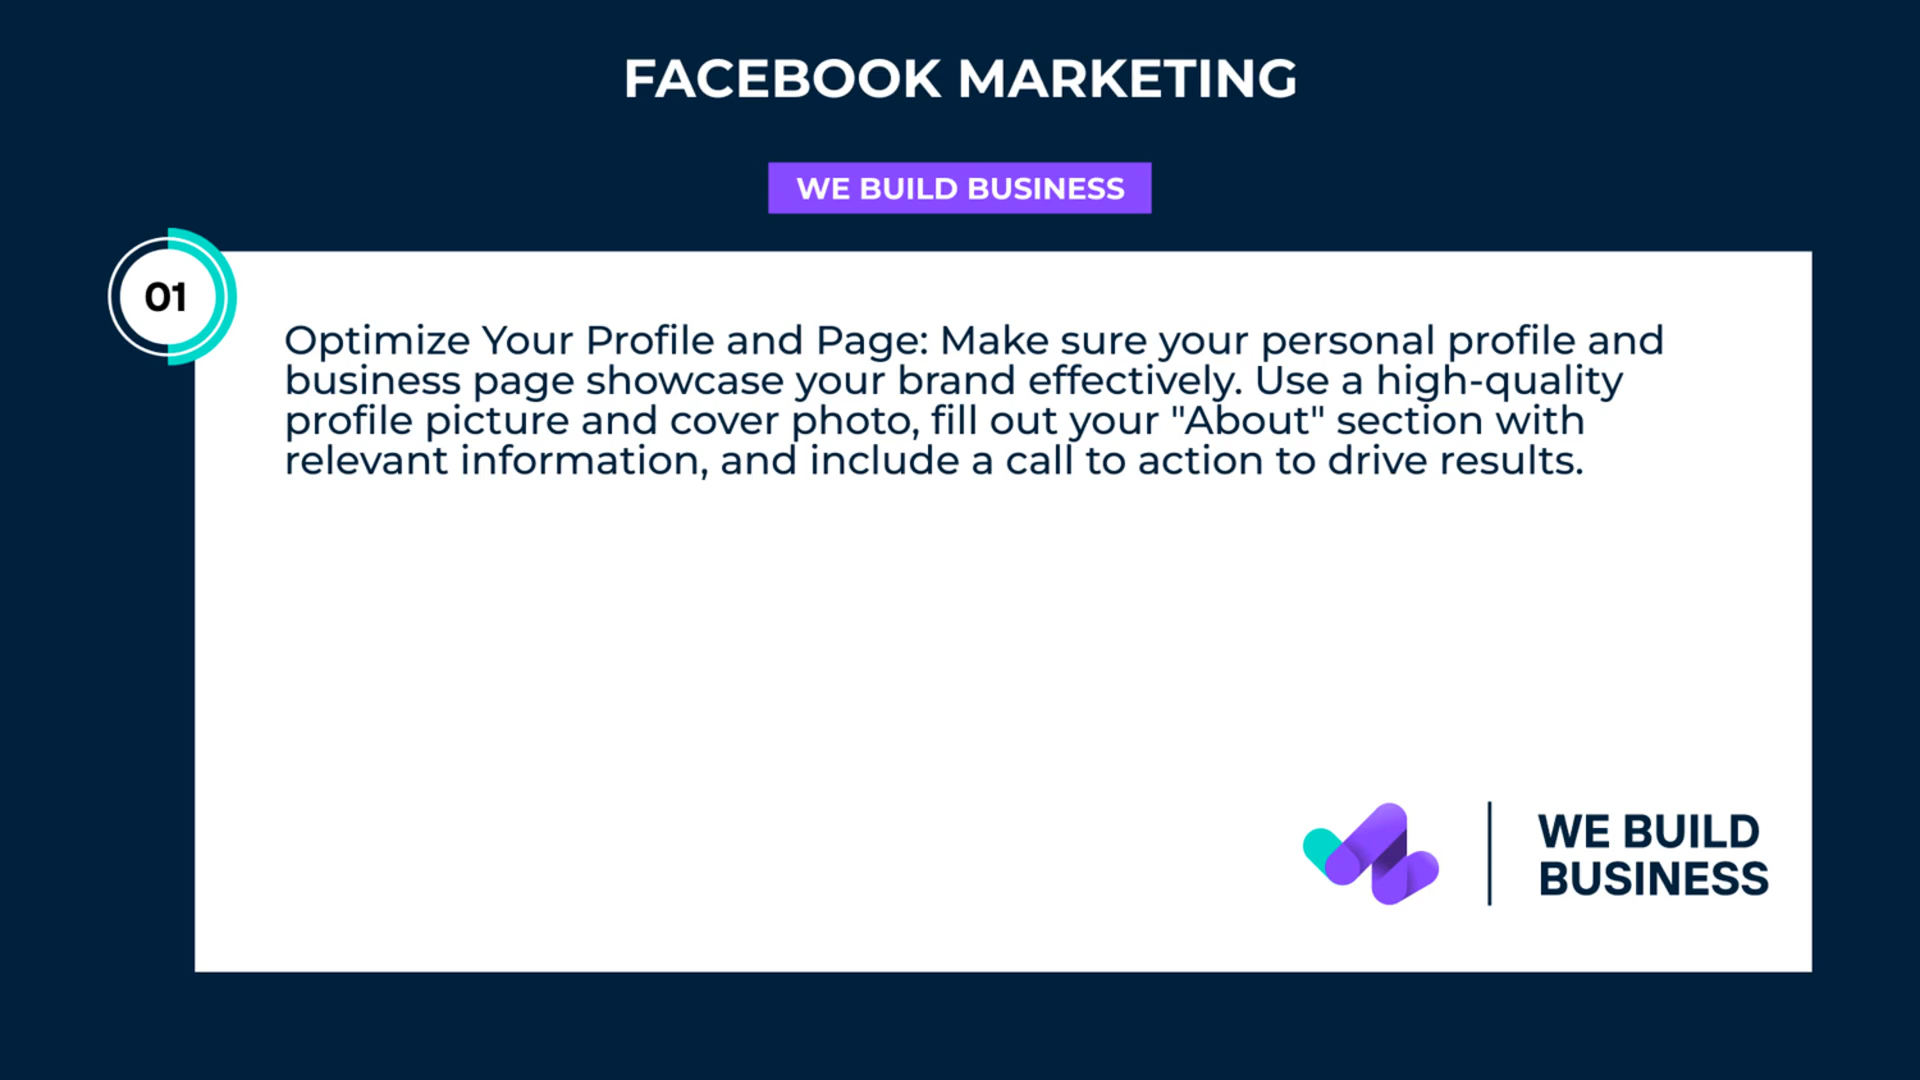 FACEBOOK MARKETING
WE BUILD BUSINESS
01
Optimize Your Profile and Page: Make sure your personal profile and
business page showcase your brand effectively. Use a high-quality
profile picture and cover photo, fill out your "About" section with
relevant information, and include a call to action to drive results.
WE BUILD
BUSINESS